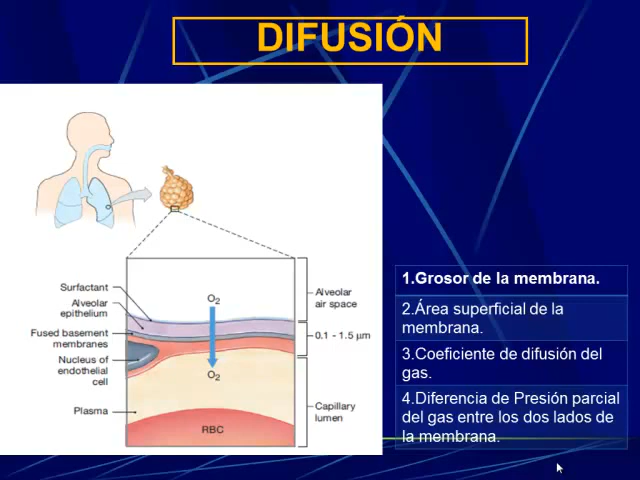 DIFUSIÓN
Surfactant
Alveolar
epithelium
Fused basement
membranes
Nucleus of
endothelial
cell
Plasma
O2
O2
RBC
Alveolar
air space
0.1 - 1.5 μm
Capillary
lumen
1.Grosor de la membrana.
2.Área superficial de la
membrana.
3.Coeficiente de difusión del
gas.
4.Diferencia de Presión parcial
del gas entre los dos lados de
la membrana.